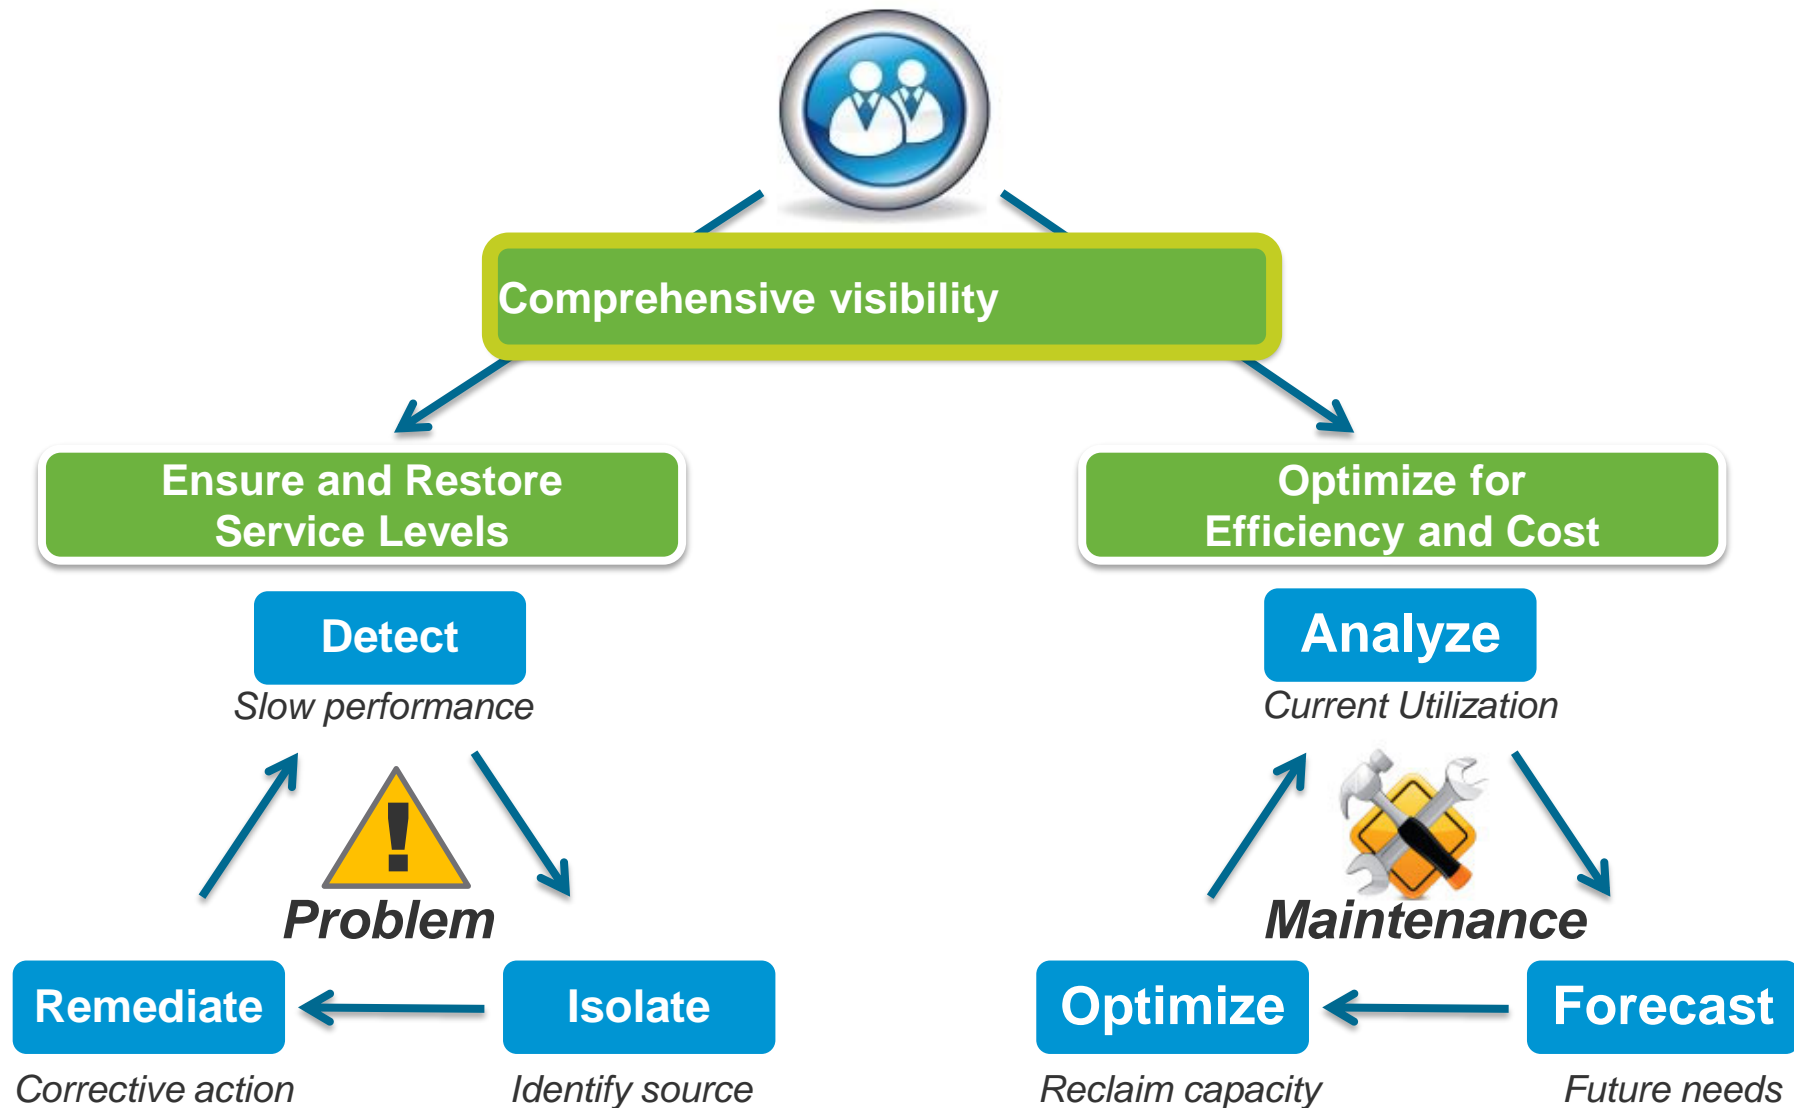 Comprehensive visibility
Ensure and Restore
Service Levels
Detect
Slow performance
!
Problem
Remediate
Isolate
Corrective action
Identify source
Optimize for
Efficiency and Cost
Analyze
Current Utilization
Maintenance
Optimize
Forecast
Reclaim capacity
Future needs